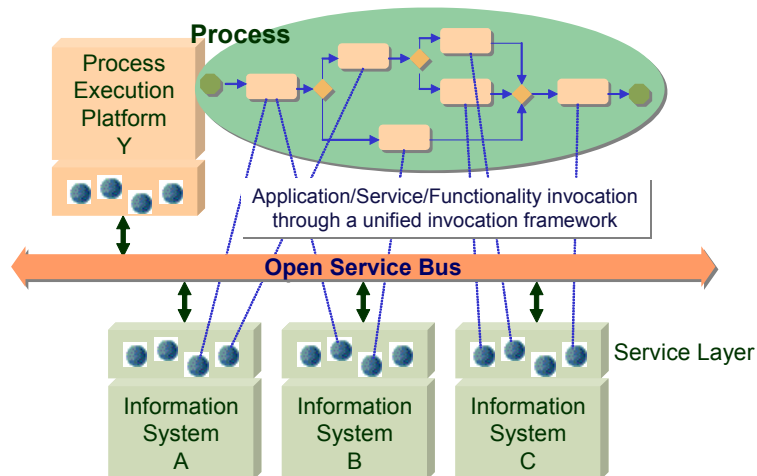 Process
Process
Execution
Platform
Y
Application/Service/Functionality invocation
through a unified invocation framework
Open Service Bus
Service Layer
Information
System
A
Information
System
B
Information
System
C